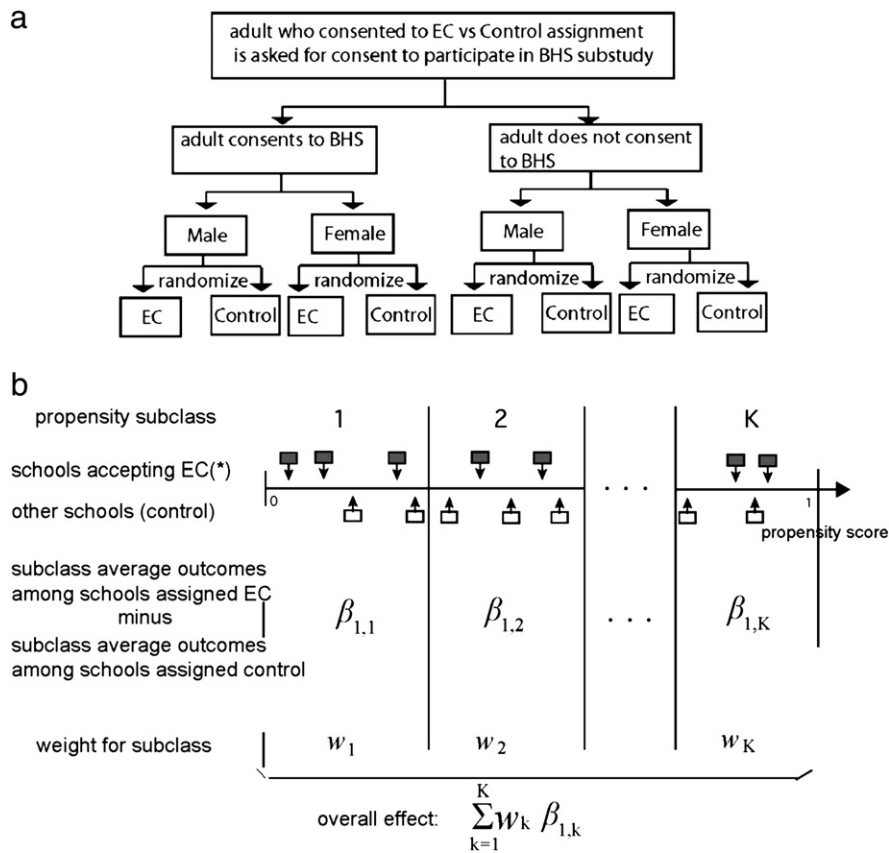 a
adult who consented to EC vs Control assignment
is asked for consent to participate in BHS substudy
adult consents to BHS
adult does not consent
to BHS
Male
Female
Male
Female
randomize
randomize
randomize
randomize
EC
Control
EC
Control
EC
Control
EC
Control
b
propensity subclass
1
2
K
schools accepting EC(*)
. . .
0
1
other schools (control)
propensity score
subclass average outcomes
among schools assigned EC
minus
subclass average outcomes
among schools assigned control
β1,1
β1,2
. . .
β1,K
weight for subclass
w1
w2
wK
overall effect: K∑k=1 wk β1,k